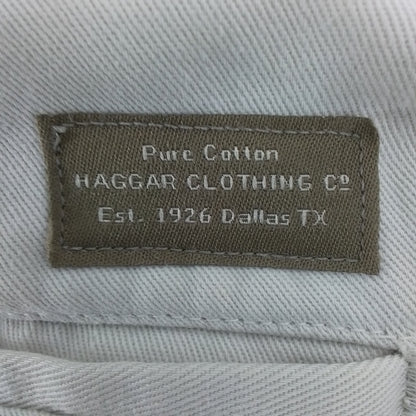 Pure Cotton
HAGGAR CLOTHING Cº
Est. 1926 Dallas TX